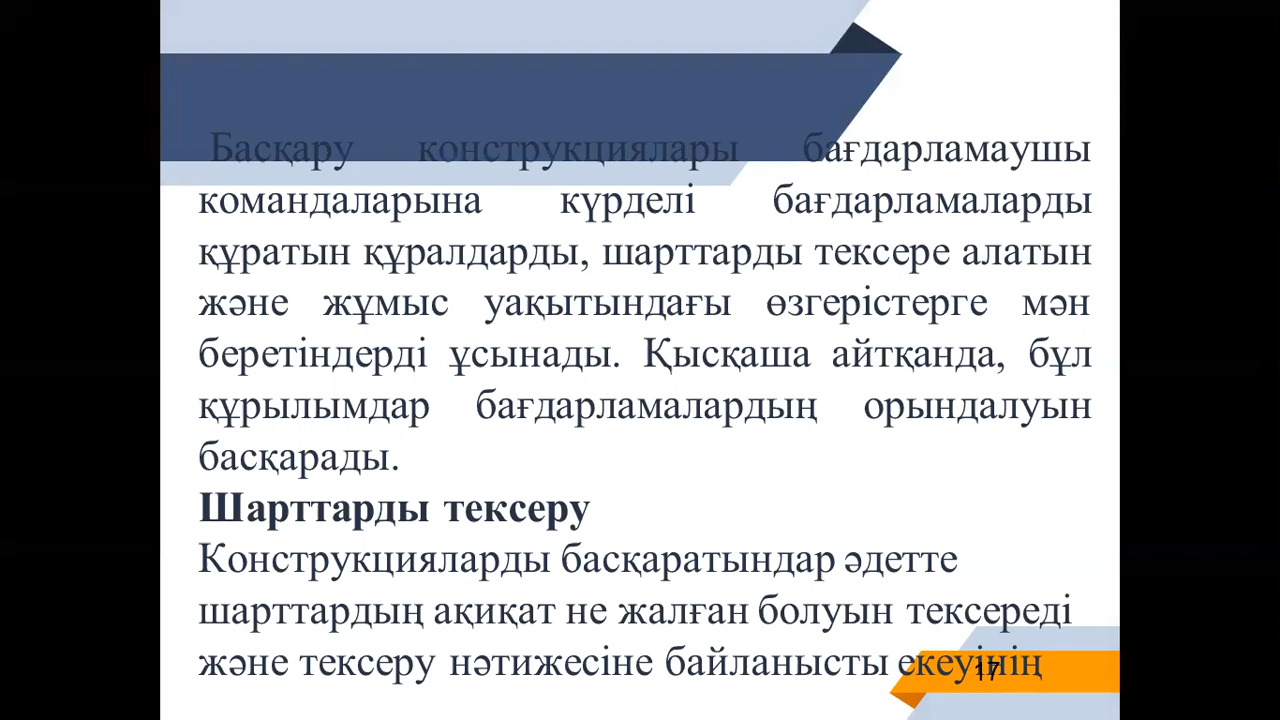 Басқару конструкциялары бағдарламаушы
командаларына күрделі бағдарламаларды
құратын құралдарды, шарттарды тексере алатын
және жұмыс уақытындағы өзгерістерге мән
беретіндерді ұсынады. Қысқаша айтқанда, бұл
құрылымдар бағдарламалардың орындалуын
басқарады.
Шарттарды тексеру
Конструкцияларды басқаратындар әдетте
шарттардың ақиқат не жалған болуын тексереді
және тексеру нәтижесіне байланысты екеуінің
17